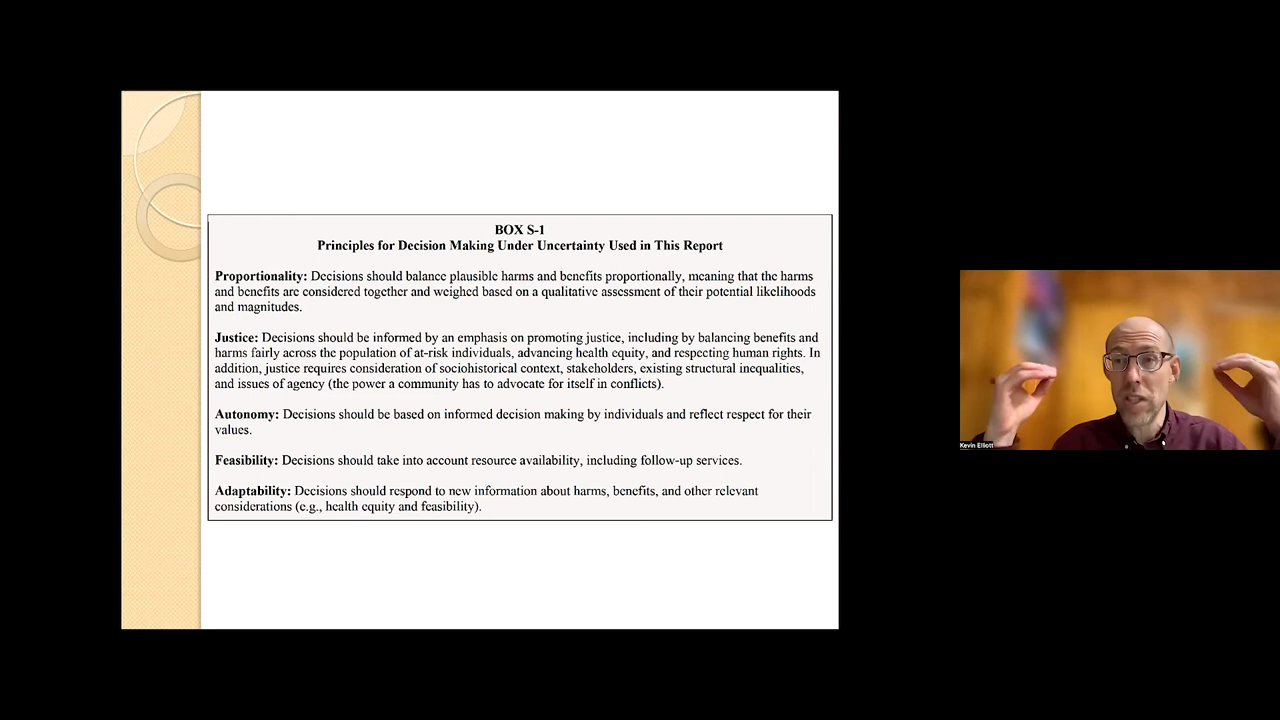 BOX S-1
Principles for Decision Making Under Uncertainty Used in This Report
Proportionality: Decisions should balance plausible harms and benefits proportionally, meaning that the harms
and benefits are considered together and weighed based on a qualitative assessment of their potential likelihoods
and magnitudes.
Justice: Decisions should be informed by an emphasis on promoting justice, including by balancing benefits and
harms fairly across the population of at-risk individuals, advancing health equity, and respecting human rights. In
addition, justice requires consideration of sociohistorical context, stakeholders, existing structural inequalities,
and issues of agency (the power a community has to advocate for itself in conflicts).
Autonomy: Decisions should be based on informed decision making by individuals and reflect respect for their
values.
Feasibility: Decisions should take into account resource availability, including follow-up services.
Adaptability: Decisions should respond to new information about harms, benefits, and other relevant
considerations (e.g., health equity and feasibility).
Kevin Elliott